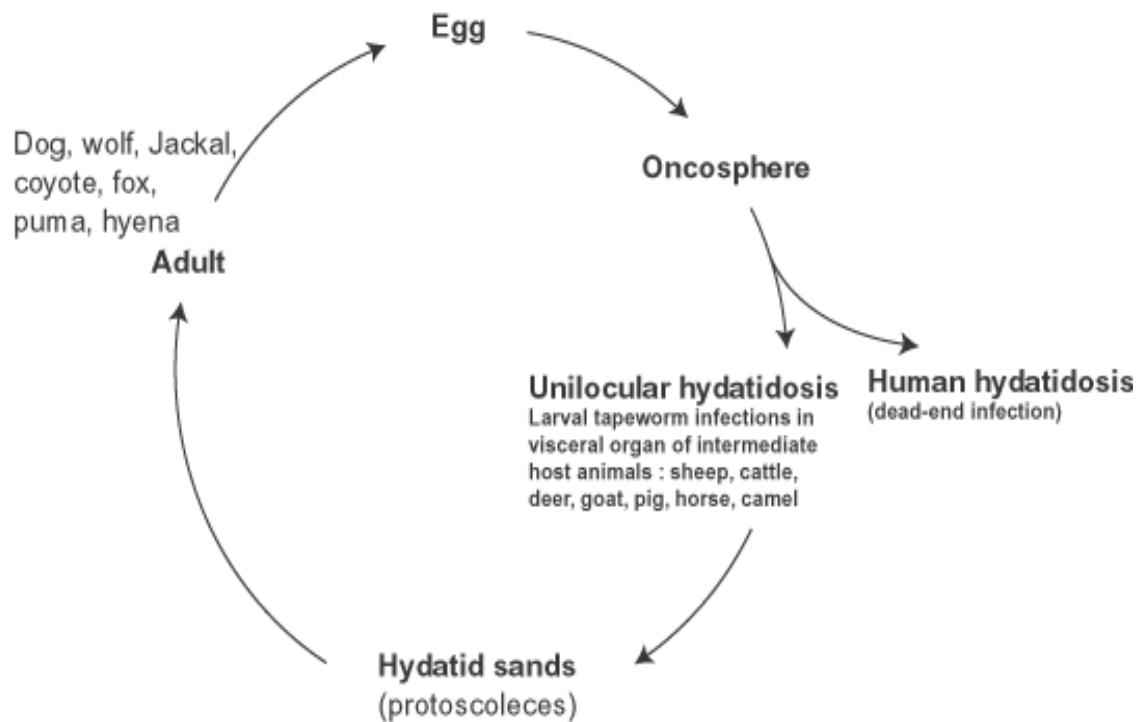 Egg
Oncosphere
Dog, wolf, Jackal,
coyote, fox,
puma, hyena
Adult
Unilocular hydatidosis
Larval tapeworm infections in
visceral organ of intermediate
host animals : sheep, cattle,
deer, goat, pig, horse, camel
Human hydatidosis
(dead-end infection)
Hydatid sands
(protoscoleces)